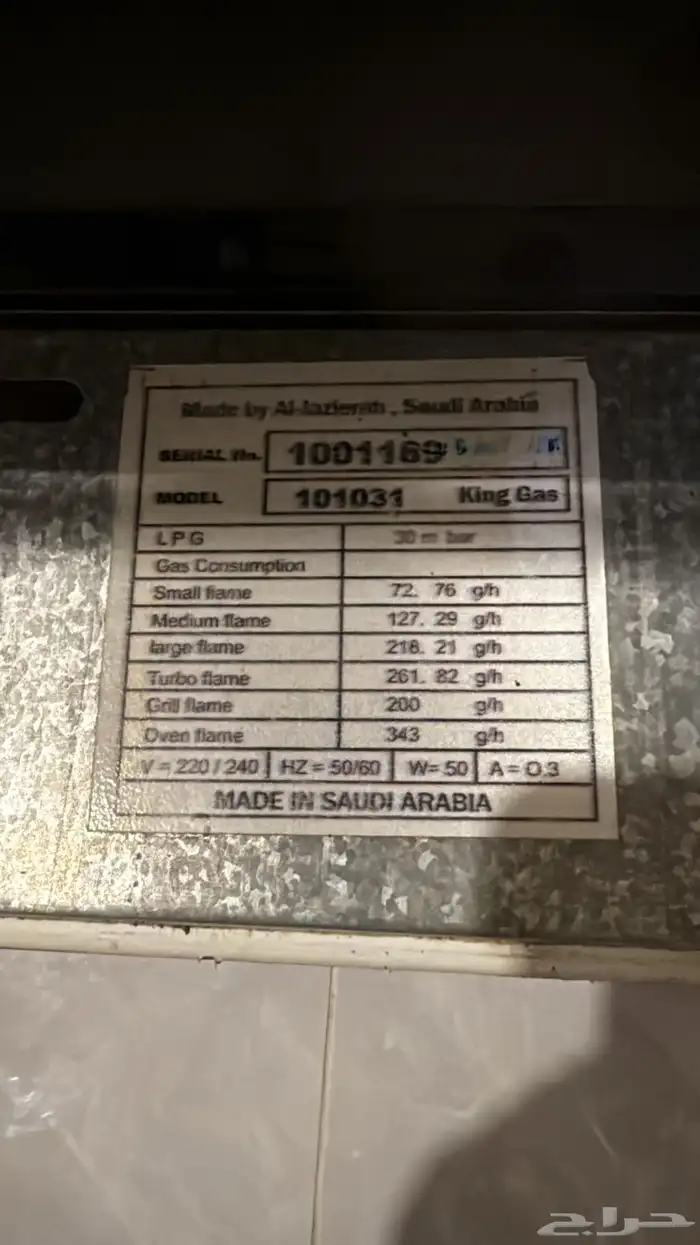 Made by Al-Jazierah, Saudi Arabia
SERIAL No. 1001169
MODEL 101031 King Gas
LPG 30 m bar
Gas Consumption
Small flame 72. 76 g/h
Medium flame 127. 29 g/h
large flame 218. 21 g/h
Turbo flame 261. 82 g/h
Grill flame 200 g/h
Oven flame 343 g/h
V = 220 / 240 HZ = 50/60 W= 50 A = 0.3
MADE IN SAUDI ARABIA
حراج